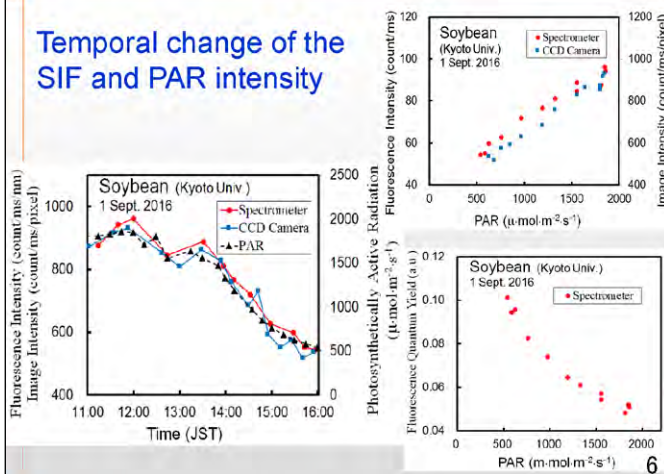 Temporal change of the
SIF and PAR intensity
Fluorescence Intensity (count/ms/nm)
Image Intensity (count/ms/pixel)
1000
800
600
400
Soybean (Kyoto Univ.)
1 Sept. 2016
Spectrometer
CCD Camera
PAR
2500
2000
1500
1000
500
0
Photosynthetically Active Radiation
(μ·mol·m⁻²·s⁻¹)
11:00 12:00 13:00 14:00 15:00 16:00
Time (JST)
Fluorescence Intensity (count/ms)
120
100
80
60
40
Soybean
(Kyoto Univ.)
1 Sept. 2016
Spectrometer
CCD Camera
1200
1000
800
600
400
Image Intensity (count/ms/pixel)
0 500 1000 1500 2000
PAR (μ·mol·m⁻²·s⁻¹)
Fluorescence Quantum Yield (a.u.)
0.12
0.10
0.08
0.06
0.04
Soybean (Kyoto Univ.)
1 Sept. 2016
Spectrometer
0 500 1000 1500 2000
PAR (m·mol·m⁻²·s⁻¹)
6